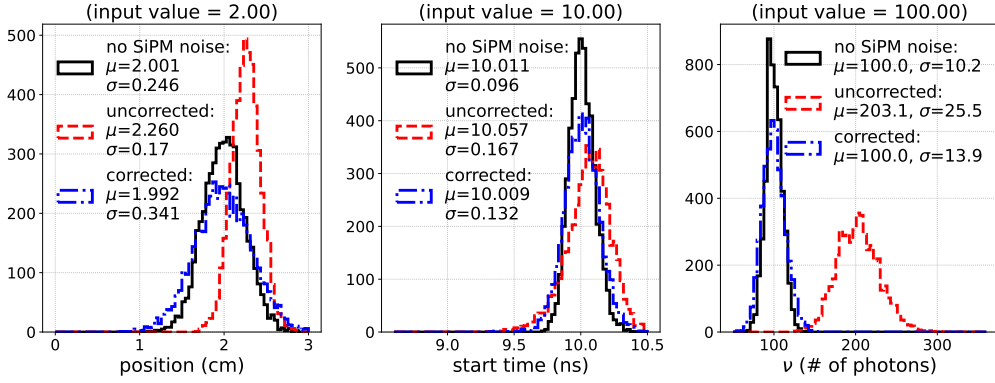 (input value = 2.00)
500
400
300
200
100
0
no SiPM noise:
μ=2.001
σ=0.246
uncorrected:
μ=2.260
σ=0.17
corrected:
μ=1.992
σ=0.341
0
1
2
3
position (cm)
(input value = 10.00)
500
400
300
200
100
0
no SiPM noise:
μ=10.011
σ=0.096
uncorrected:
μ=10.057
σ=0.167
corrected:
μ=10.009
σ=0.132
9.0
9.5
10.0
10.5
start time (ns)
(input value = 100.00)
800
600
400
200
0
no SiPM noise:
μ=100.0, σ=10.2
uncorrected:
μ=203.1, σ=25.5
corrected:
μ=100.0, σ=13.9
100
200
300
ν (# of photons)